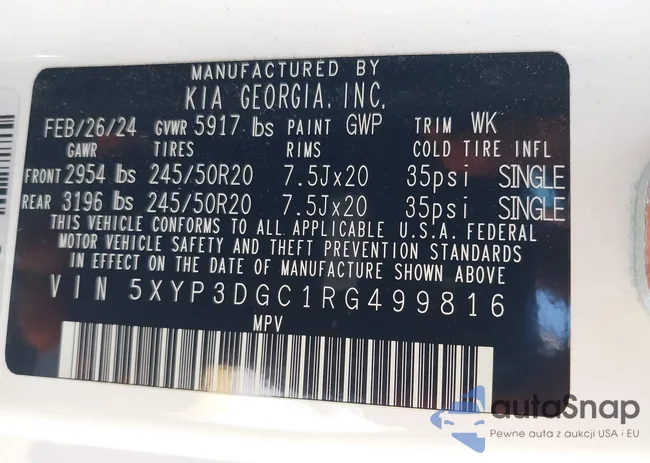 MANUFACTURED BY
KIA GEORGIA, INC.
FEB/26/24 GVWR 5917 lbs PAINT GWP TRIM WK
GAWR TIRES RIMS COLD TIRE INFL
FRONT 2954 lbs 245/50R20 7.5Jx20 35psi SINGLE
REAR 3196 lbs 245/50R20 7.5Jx20 35psi SINGLE
THIS VEHICLE CONFORMS TO ALL APPLICABLE U.S.A. FEDERAL
MOTOR VEHICLE SAFETY AND THEFT PREVENTION STANDARDS
IN EFFECT ON THE DATE OF MANUFACTURE SHOWN ABOVE
VIN 5XYP3DGC1RG499816
MPV
autoSnap
Pewne auta z aukcji USA i EU